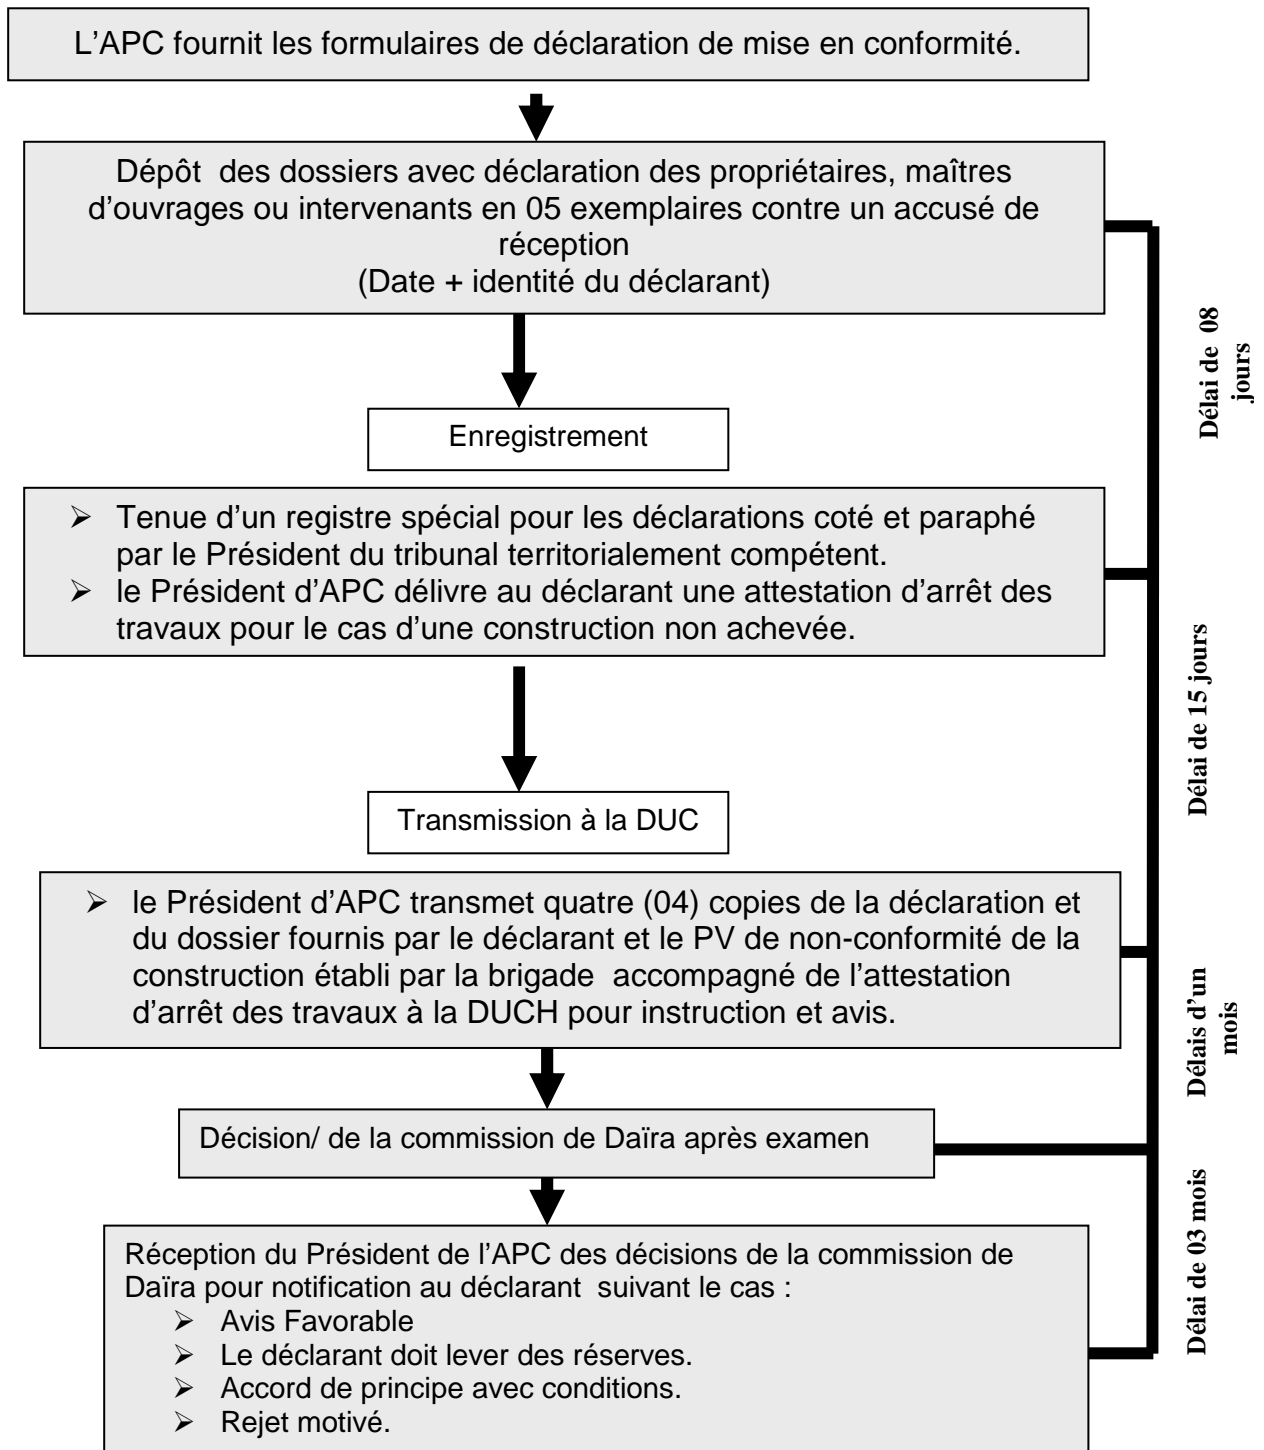 L’APC fournit les formulaires de déclaration de mise en conformité.
Dépôt des dossiers avec déclaration des propriétaires, maîtres
d’ouvrages ou intervenants en 05 exemplaires contre un accusé de
réception
(Date + identité du déclarant)
Délai de 08
jours
Enregistrement
➢ Tenue d’un registre spécial pour les déclarations coté et paraphé
par le Président du tribunal territorialement compétent.
➢ le Président d’APC délivre au déclarant une attestation d’arrêt des
travaux pour le cas d’une construction non achevée.
Délai de 15 jours
Transmission à la DUC
➢ le Président d’APC transmet quatre (04) copies de la déclaration et
du dossier fournis par le déclarant et le PV de non-conformité de la
construction établi par la brigade accompagné de l’attestation
d’arrêt des travaux à la DUCH pour instruction et avis.
Délais d’un
mois
Décision/ de la commission de Daïra après examen
Délai de 03 mois
Réception du Président de l’APC des décisions de la commission de
Daïra pour notification au déclarant suivant le cas :
➢ Avis Favorable
➢ Le déclarant doit lever des réserves.
➢ Accord de principe avec conditions.
➢ Rejet motivé.